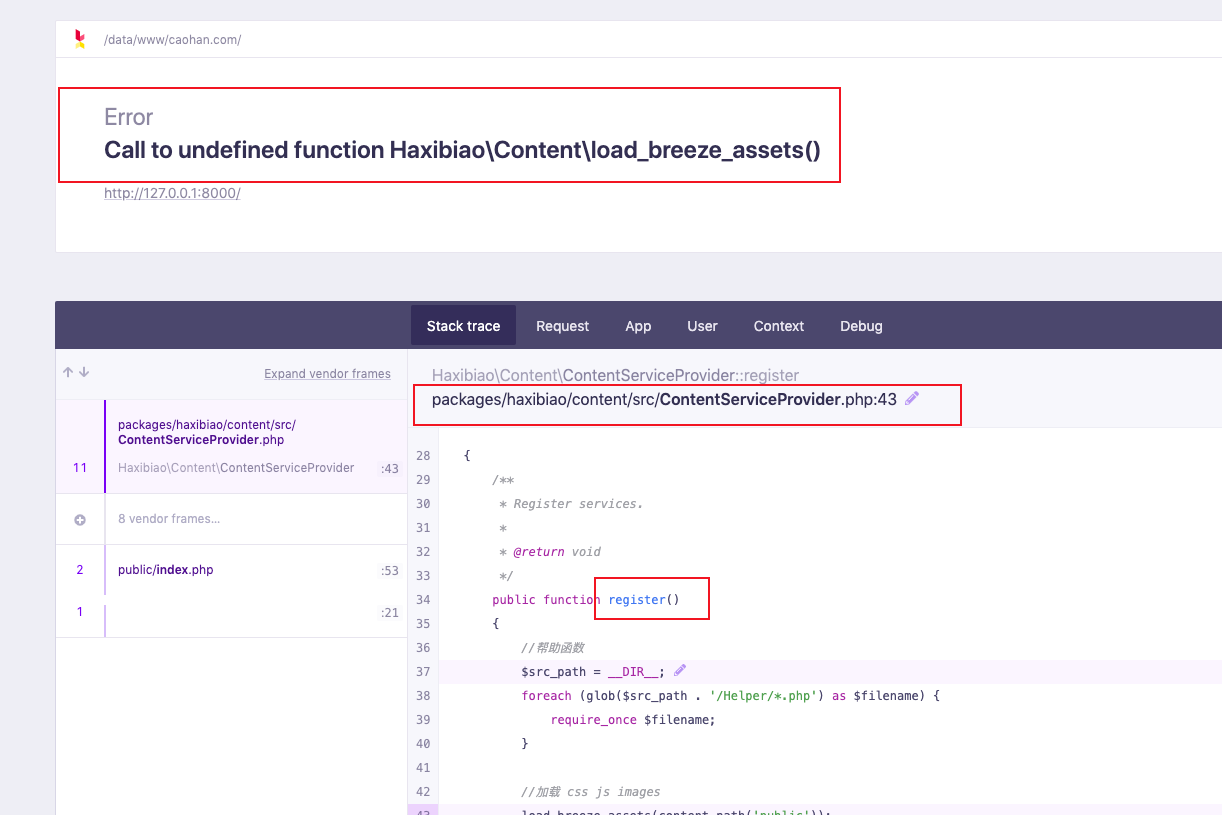 /data/www/caohan.com/
Error
Call to undefined function Haxibiao\Content\load_breeze_assets()
http://127.0.0.1:8000/
Stack trace Request App User Context Debug
Expand vendor frames
packages/haxibiao/content/src/
ContentServiceProvider.php
11 Haxibiao\Content\ContentServiceProvider :43
8 vendor frames…
2 public/index.php :53
1 :21
Haxibiao\Content\ContentServiceProvider::register
packages/haxibiao/content/src/ContentServiceProvider.php:43
28 {
29 /**
30 * Register services.
31 *
32 * @return void
33 */
34 public function register()
35 {
36 //帮助函数
37 $src_path = __DIR__;
38 foreach (glob($src_path . '/Helper/*.php') as $filename) {
39 require_once $filename;
40 }
41
42 //加载 css js images
43 load_breeze_assets(content_path('public'));